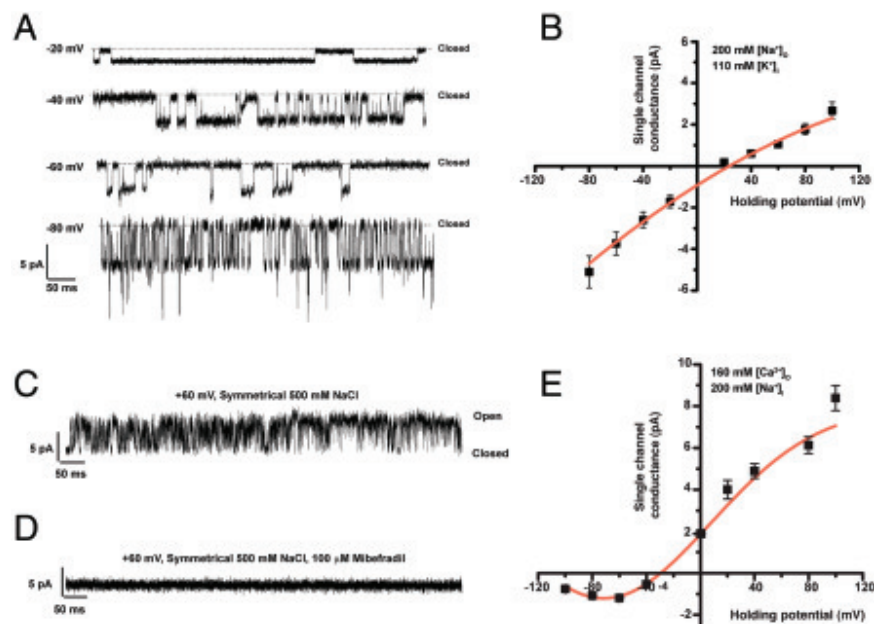 A
-20 mV
Closed
-40 mV
Closed
-60 mV
Closed
-80 mV
Closed
5 pA
50 ms
B
200 mM [Na⁺]o
110 mM [K⁺]i
Single channel
conductance (pA)
6
4
2
-2
-4
-6
-80
-40
40
80
120
Holding potential (mV)
C
+60 mV, Symmetrical 500 mM NaCl
Open
Closed
5 pA
50 ms
D
+60 mV, Symmetrical 500 mM NaCl, 100 µM Mibefradil
5 pA
50 ms
E
160 mM [Ca²⁺]o
200 mM [Na⁺]i
Single channel
conductance (pA)
10
8
6
4
2
-2
-120
-80
-40
-4
40
80
120
Holding potential (mV)